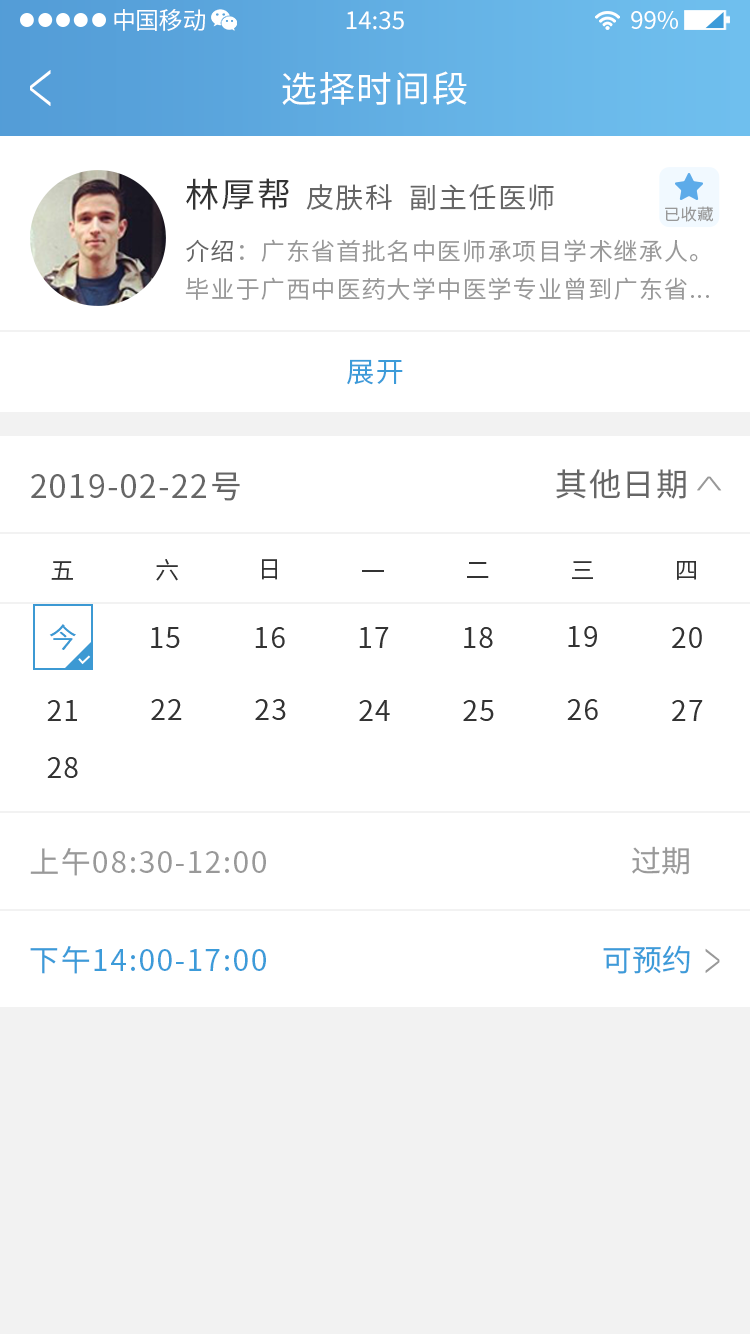 中国移动 14:35 99%
选择时间段
林厚帮 皮肤科 副主任医师 已收藏
介绍：广东省首批名中医师承项目学术继承人。
毕业于广西中医药大学中医学专业曾到广东省...
展开
2019-02-22号 其他日期
五 六 日 一 二 三 四
今 15 16 17 18 19 20
21 22 23 24 25 26 27
28
上午08:30-12:00 过期
下午14:00-17:00 可预约